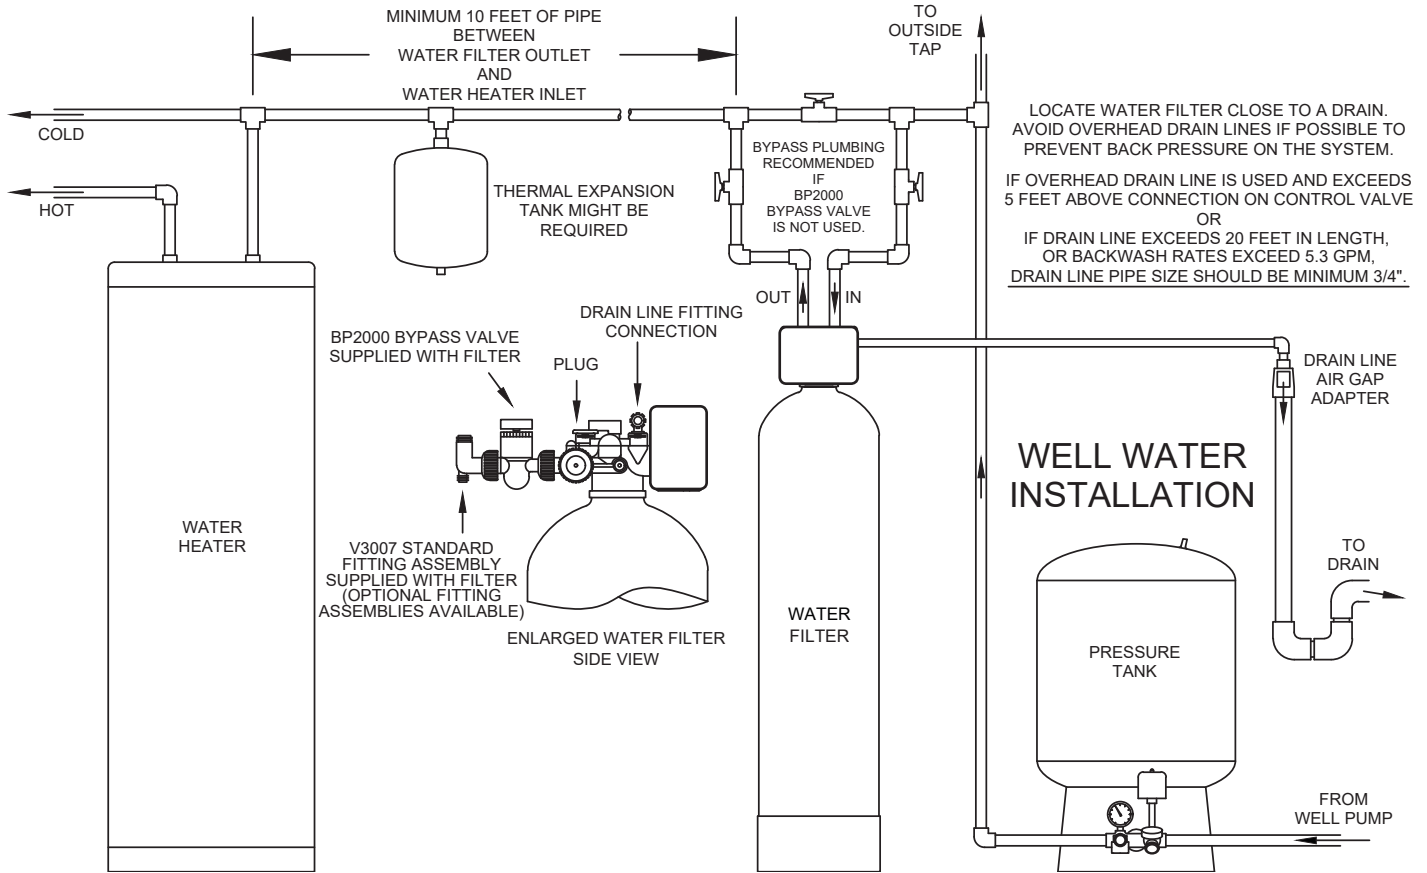 MINIMUM 10 FEET OF PIPE
BETWEEN
WATER FILTER OUTLET
AND
WATER HEATER INLET
TO
OUTSIDE
TAP
COLD
HOT
THERMAL EXPANSION
TANK MIGHT BE
REQUIRED
BYPASS PLUMBING
RECOMMENDED
IF
BP2000
BYPASS VALVE
IS NOT USED.
LOCATE WATER FILTER CLOSE TO A DRAIN.
AVOID OVERHEAD DRAIN LINES IF POSSIBLE TO
PREVENT BACK PRESSURE ON THE SYSTEM.
IF OVERHEAD DRAIN LINE IS USED AND EXCEEDS
5 FEET ABOVE CONNECTION ON CONTROL VALVE
OR
IF DRAIN LINE EXCEEDS 20 FEET IN LENGTH,
OR BACKWASH RATES EXCEED 5.3 GPM,
DRAIN LINE PIPE SIZE SHOULD BE MINIMUM 3/4".
OUT
IN
BP2000 BYPASS VALVE
SUPPLIED WITH FILTER
PLUG
DRAIN LINE FITTING
CONNECTION
DRAIN LINE
AIR GAP
ADAPTER
WELL WATER
INSTALLATION
WATER
HEATER
V3007 STANDARD
FITTING ASSEMBLY
SUPPLIED WITH FILTER
(OPTIONAL FITTING
ASSEMBLIES AVAILABLE)
ENLARGED WATER FILTER
SIDE VIEW
WATER
FILTER
PRESSURE
TANK
TO
DRAIN
FROM
WELL PUMP